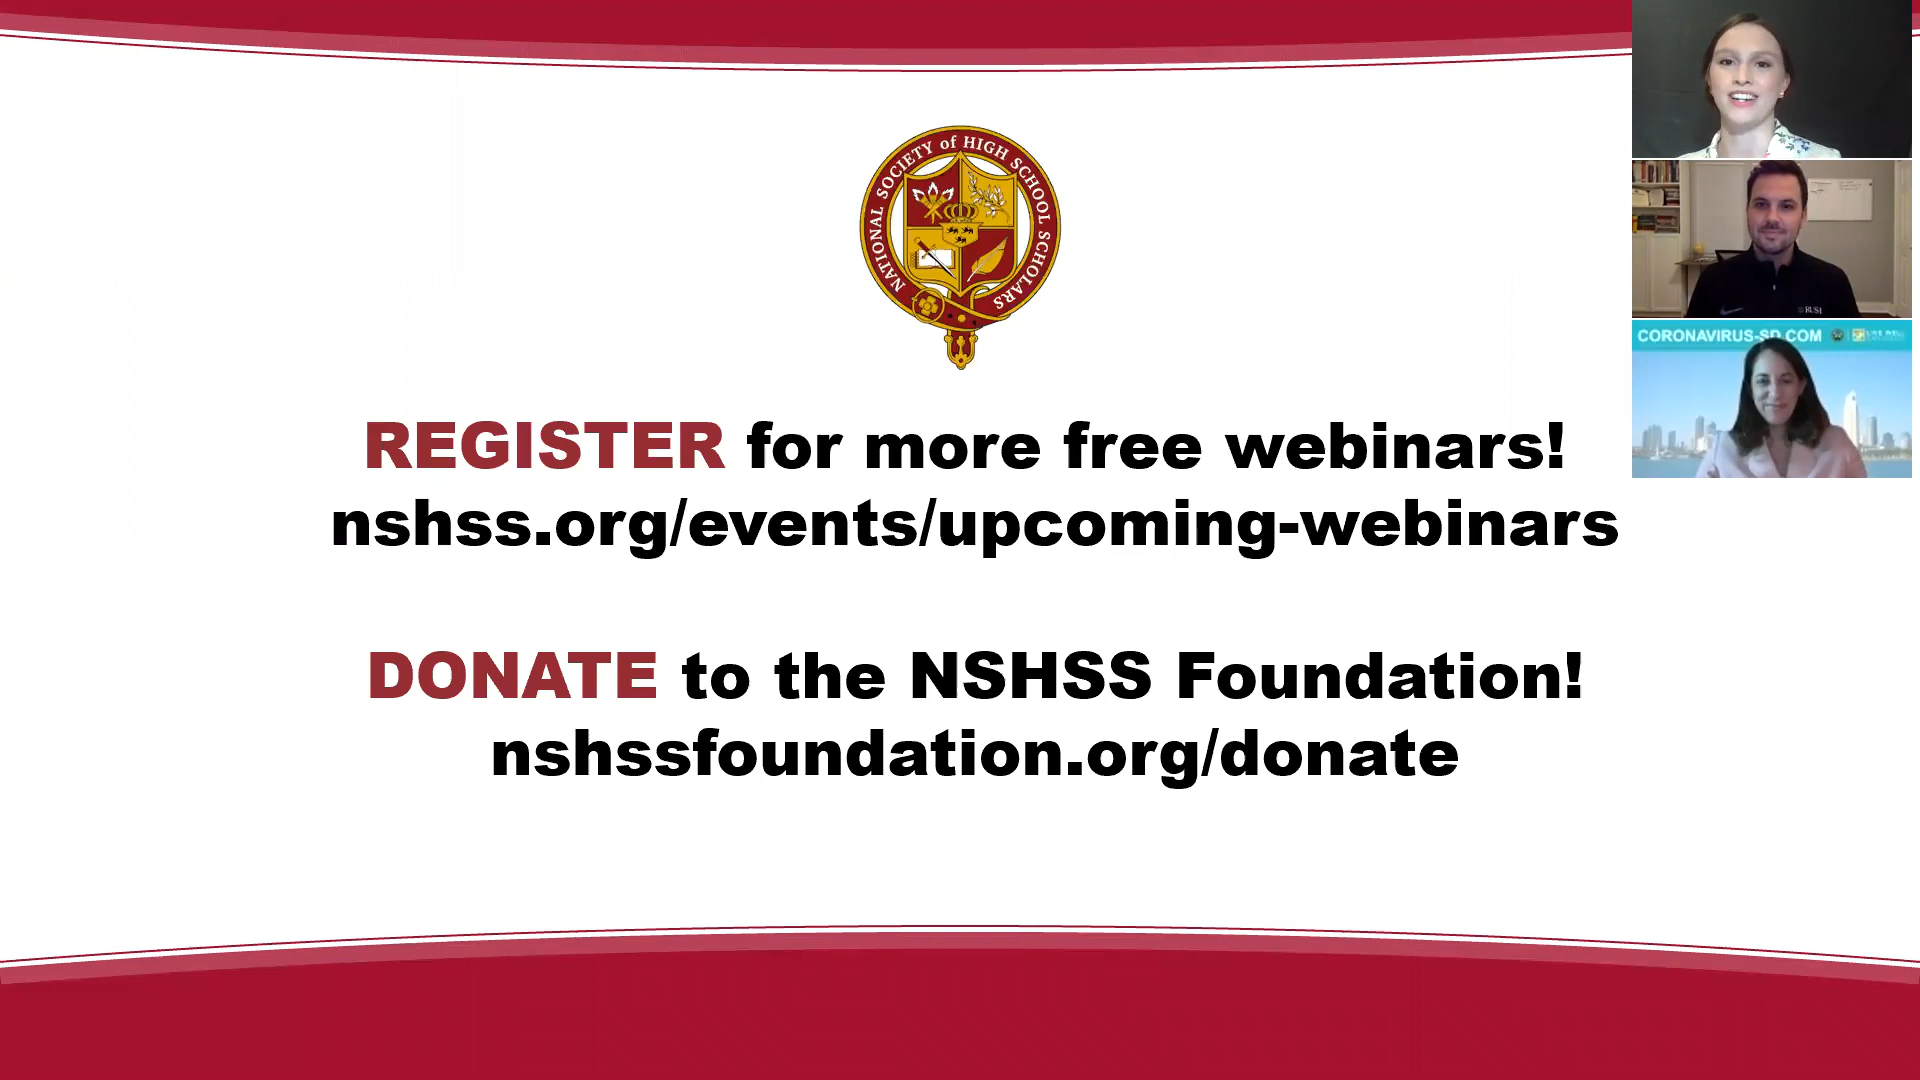 NATIONAL SOCIETY of HIGH SCHOOL SCHOLARS
REGISTER for more free webinars!
nshss.org/events/upcoming-webinars
DONATE to the NSHSS Foundation!
nshssfoundation.org/donate
CORONAVIRUS-SD.COM